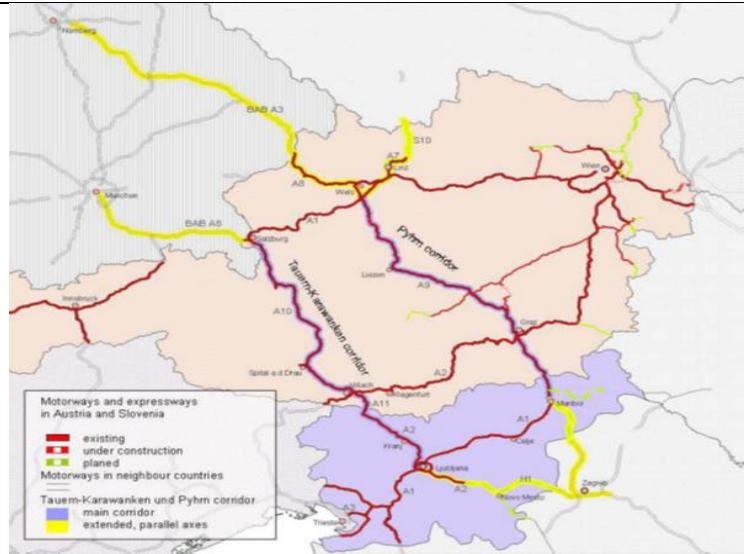 Nürnberg
BAB A3
München
BAB A8
A8
A7
S10
Linz
Wels
Wien
A1
Salzburg
Pyhrn corridor
Liezen
A9
Tauern-Karawanken corridor
A10
Innsbruck
Graz
A2
Spital a.d.Drau
Villach
Klagenfurt
A11
Maribor
A2
Kranj
A1
Celje
Ljubljana
A1
A2
H1
Novo Mesto
Zagreb
A3
Trieste
Motorways and expressways
in Austria and Slovenia
existing
under construction
planed
Motorways in neighbour countries
Tauern-Karawanken und Pyhrn corridor
main corridor
extended, parallel axes